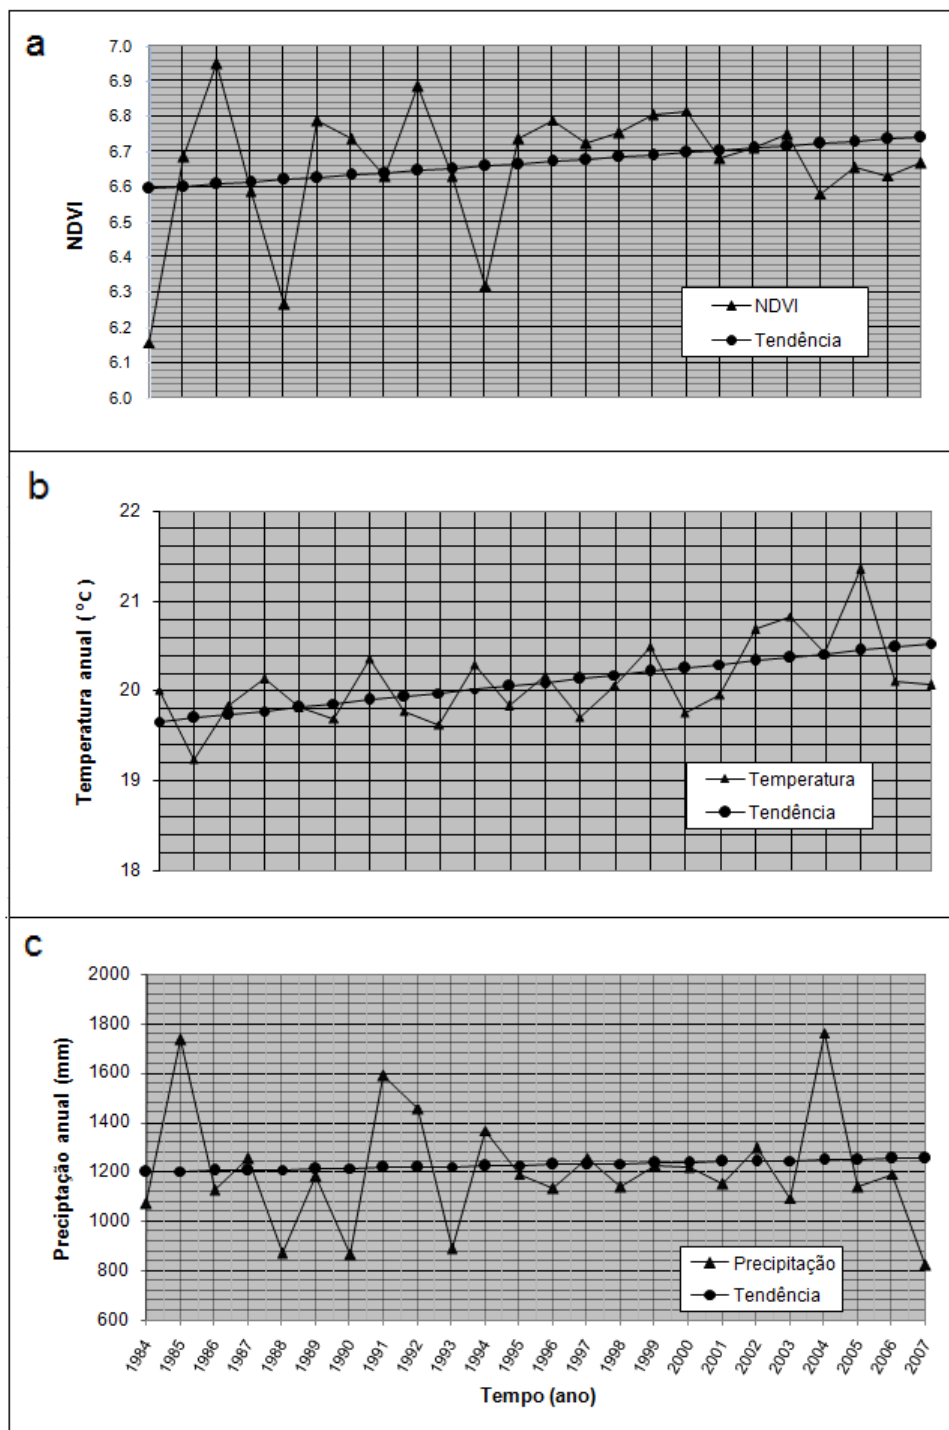 a
7.0
6.9
6.8
6.7
6.6
6.5
6.4
6.3
6.2
6.1
6.0
NDVI
NDVI
Tendência
b
22
21
20
19
18
Temperatura anual (°C)
Temperatura
Tendência
c
2000
1800
1600
1400
1200
1000
800
600
Preciptação anual (mm)
Precipitação
Tendência
1984 1985 1986 1987 1988 1989 1990 1991 1992 1993 1994 1995 1996 1997 1998 1999 2000 2001 2002 2003 2004 2005 2006 2007
Tempo (ano)